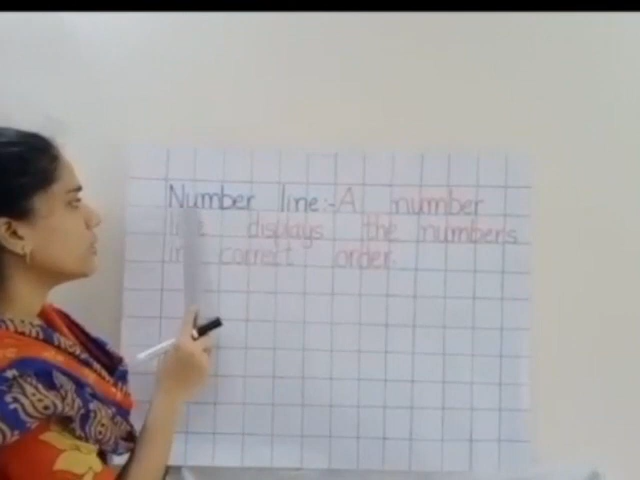 Number line:- A number
line displays the numbers
in correct order.